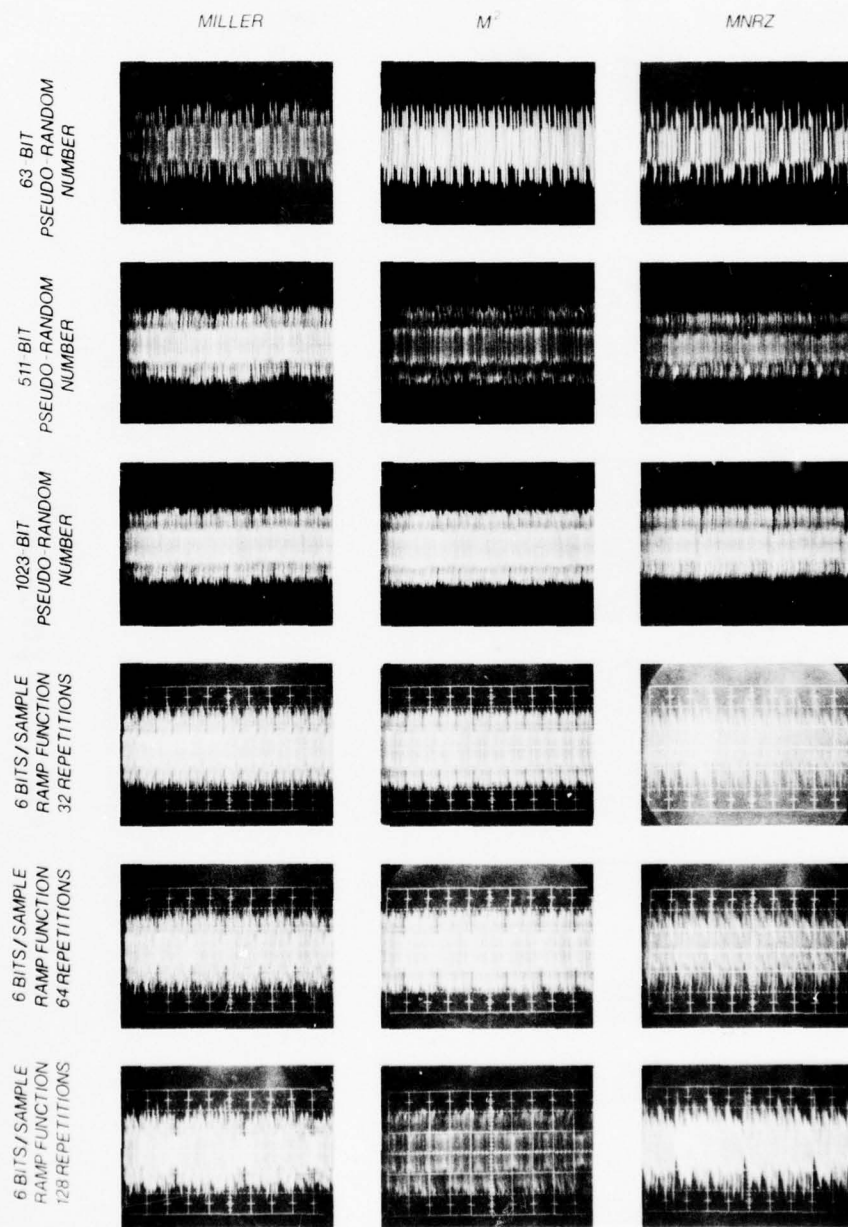 MILLER
M²
MNRZ
63-BIT
PSEUDO-RANDOM
NUMBER
511-BIT
PSEUDO-RANDOM
NUMBER
1023-BIT
PSEUDO-RANDOM
NUMBER
6 BITS/SAMPLE
RAMP FUNCTION
32 REPETITIONS
6 BITS/SAMPLE
RAMP FUNCTION
64 REPETITIONS
6 BITS/SAMPLE
RAMP FUNCTION
128 REPETITIONS